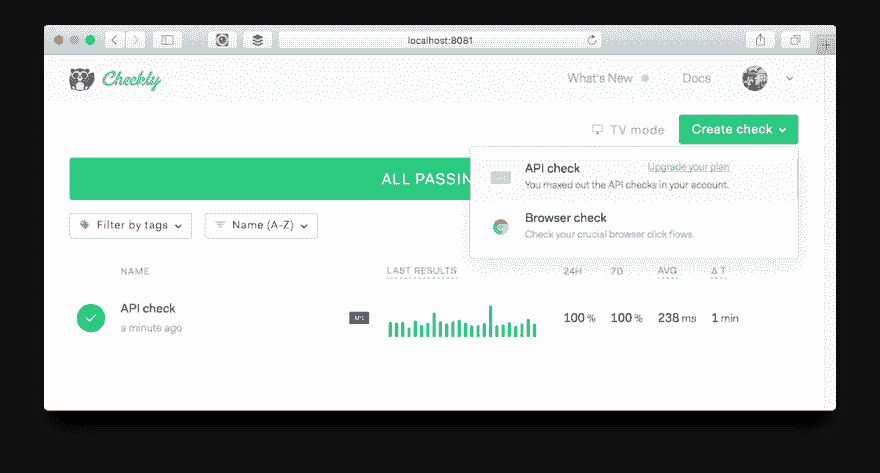 localhost:8081
Checkly
What's New
Docs
TV mode
Create check
API check
Upgrade your plan
You maxed out the API checks in your account.
ALL PASSIN
Browser check
Check your crucial browser click flows.
Filter by tags
Name (A-Z)
NAME
LAST RESULTS
24H
7D
AVG
Δ T
API check
a minute ago
API
100 %
100 %
238 ms
1 min